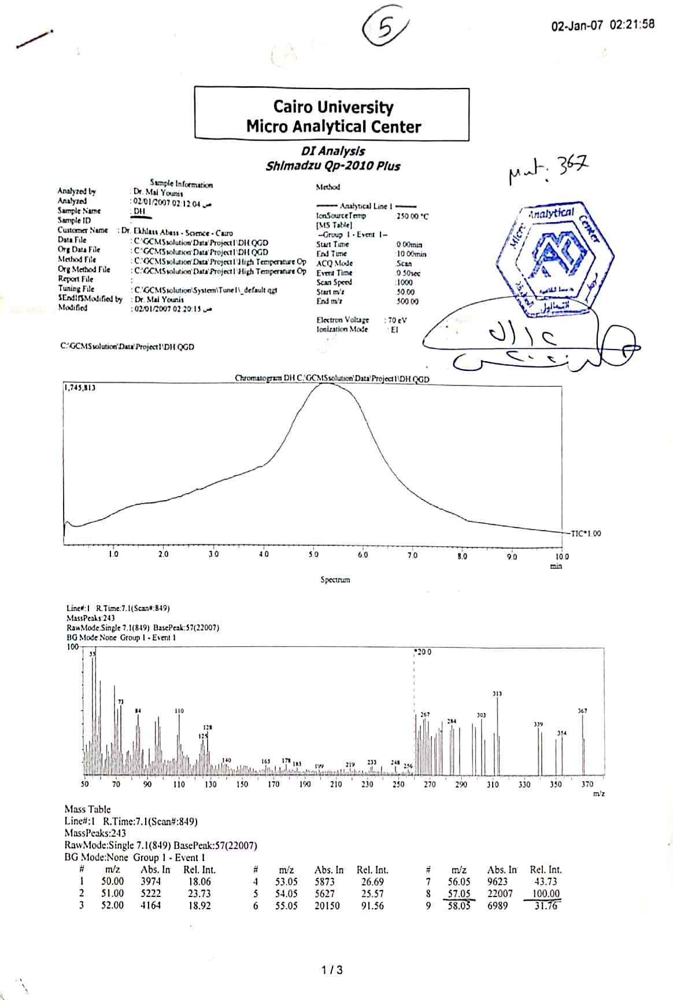 5
02-Jan-07 02:21:58
Cairo University
Micro Analytical Center
DI Analysis
Shimadzu Qp-2010 Plus
Mwt. 367
Sample Information
Analyzed by : Dr. Mai Younis
Analyzed : 02/01/2007 02:12:04 ص
Sample Name : DH
Sample ID :
Customer Name : Dr. Ekhlass Abass - Science - Cairo
Data File : C:\GCMSsolution\Data\Project1\DH.QGD
Org Data File : C:\GCMSsolution\Data\Project1\DH.QGD
Method File : C:\GCMSsolution\Data\Project1\High Temperature Op
Org Method File : C:\GCMSsolution\Data\Project1\High Temperature Op
Report File :
Tuning File : C:\GCMSsolution\System\Tune1\_default.qgt
$EndIf$Modified by : Dr. Mai Younis
Modified : 02/01/2007 02:20:15 ص
Method
Analytical Line 1
IonSourceTemp 250.00 °C
[MS Table]
--Group 1 - Event 1--
Start Time 0.00min
End Time :10.00min
ACQ Mode :Scan
Event Time :0.50sec
Scan Speed :1000
Start m/z :50.00
End m/z :500.00
Electron Voltage : 70 eV
Ionization Mode : EI
Micro Analytical Center
C:\GCMSsolution\Data\Project1\DH.QGD
Chromatogram DH C:\GCMSsolution\Data\Project1\DH.QGD
1,745,813
TIC*1.00
1.0 2.0 3.0 4.0 5.0 6.0 7.0 8.0 9.0 10.0
min
Spectrum
Line#:1 R.Time:7.1(Scan#:849)
MassPeaks:243
RawMode:Single 7.1(849) BasePeak:57(22007)
BG Mode:None Group 1 - Event 1
100
*20.0
55 73 84 110 125 128 140 165 178 185 199 219 233 248 256 267 284 303 313 339 354 367
50 70 90 110 130 150 170 190 210 230 250 270 290 310 330 350 370
m/z
Mass Table
Line#:1 R.Time:7.1(Scan#:849)
MassPeaks:243
RawMode:Single 7.1(849) BasePeak:57(22007)
BG Mode:None Group 1 - Event 1
# m/z Abs. In Rel. Int. # m/z Abs. In Rel. Int. # m/z Abs. In Rel. Int.
1 50.00 3974 18.06 4 53.05 5873 26.69 7 56.05 9623 43.73
2 51.00 5222 23.73 5 54.05 5627 25.57 8 57.05 22007 100.00
3 52.00 4164 18.92 6 55.05 20150 91.56 9 58.05 6989 31.76
1 / 3